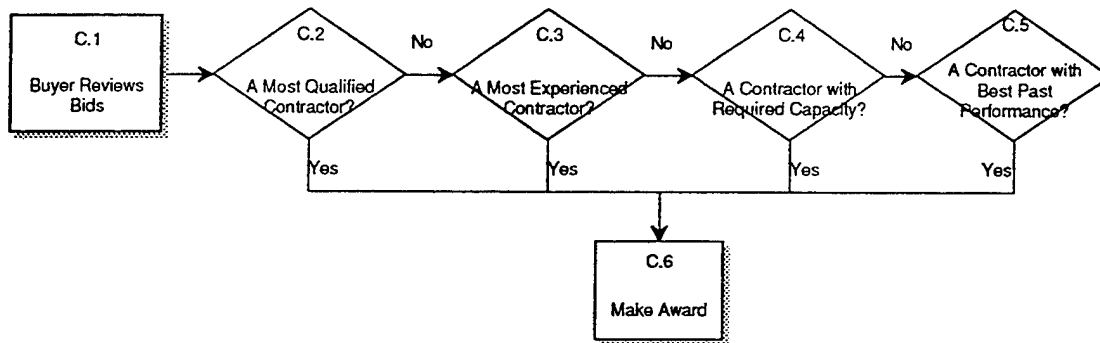 C.1
Buyer Reviews
Bids
C.2
A Most Qualified
Contractor?
No
C.3
A Most Experienced
Contractor?
No
C.4
A Contractor with
Required Capacity?
No
C.5
A Contractor with
Best Past
Performance?
Yes
Yes
Yes
Yes
C.6
Make Award